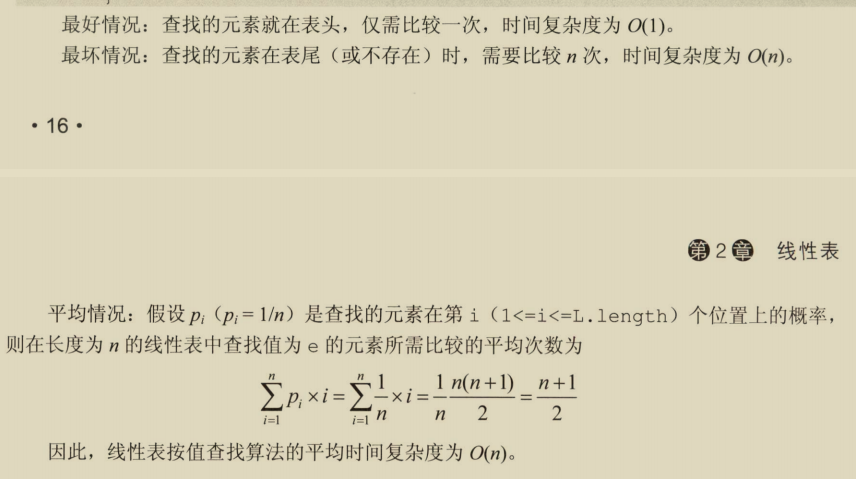 最好情况：查找的元素就在表头，仅需比较一次，时间复杂度为 O(1)。
最坏情况：查找的元素在表尾（或不存在）时，需要比较 n 次，时间复杂度为 O(n)。
·16·
第2章 线性表
平均情况：假设 pᵢ（pᵢ = 1/n）是查找的元素在第 i（1<=i<=L.length）个位置上的概率，
则在长度为 n 的线性表中查找值为 e 的元素所需比较的平均次数为
∑_{i=1}^{n} pᵢ × i = ∑_{i=1}^{n} \frac{1}{n} × i = \frac{1}{n} \frac{n(n+1)}{2} = \frac{n+1}{2}
因此，线性表按值查找算法的平均时间复杂度为 O(n)。